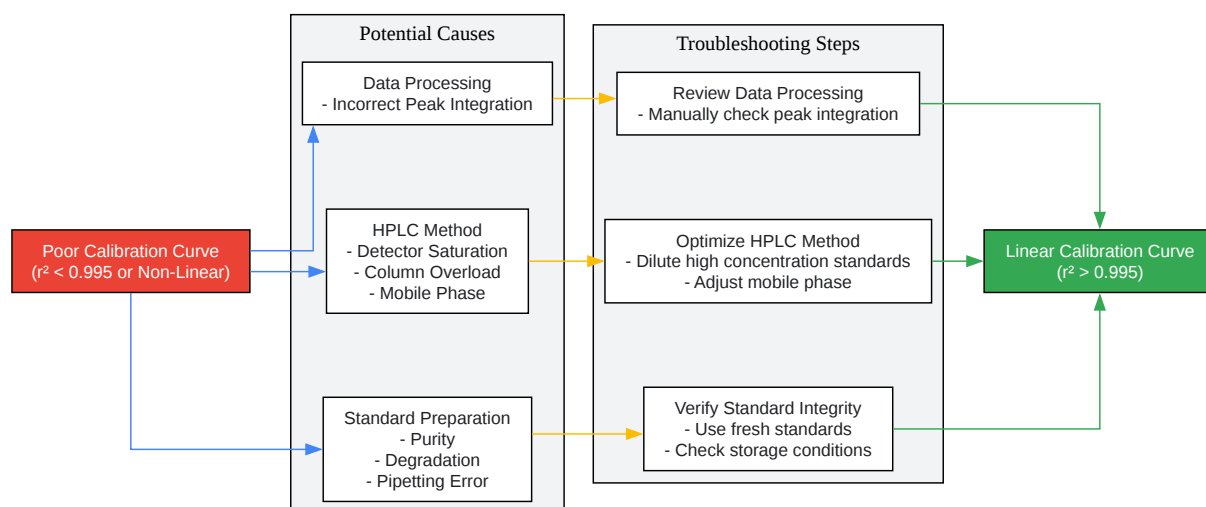 Potential Causes
Troubleshooting Steps
Data Processing
- Incorrect Peak Integration
Review Data Processing
- Manually check peak integration
Poor Calibration Curve
(r² < 0.995 or Non-Linear)
HPLC Method
- Detector Saturation
- Column Overload
- Mobile Phase
Optimize HPLC Method
- Dilute high concentration standards
- Adjust mobile phase
Linear Calibration Curve
(r² > 0.995)
Standard Preparation
- Purity
- Degradation
- Pipetting Error
Verify Standard Integrity
- Use fresh standards
- Check storage conditions